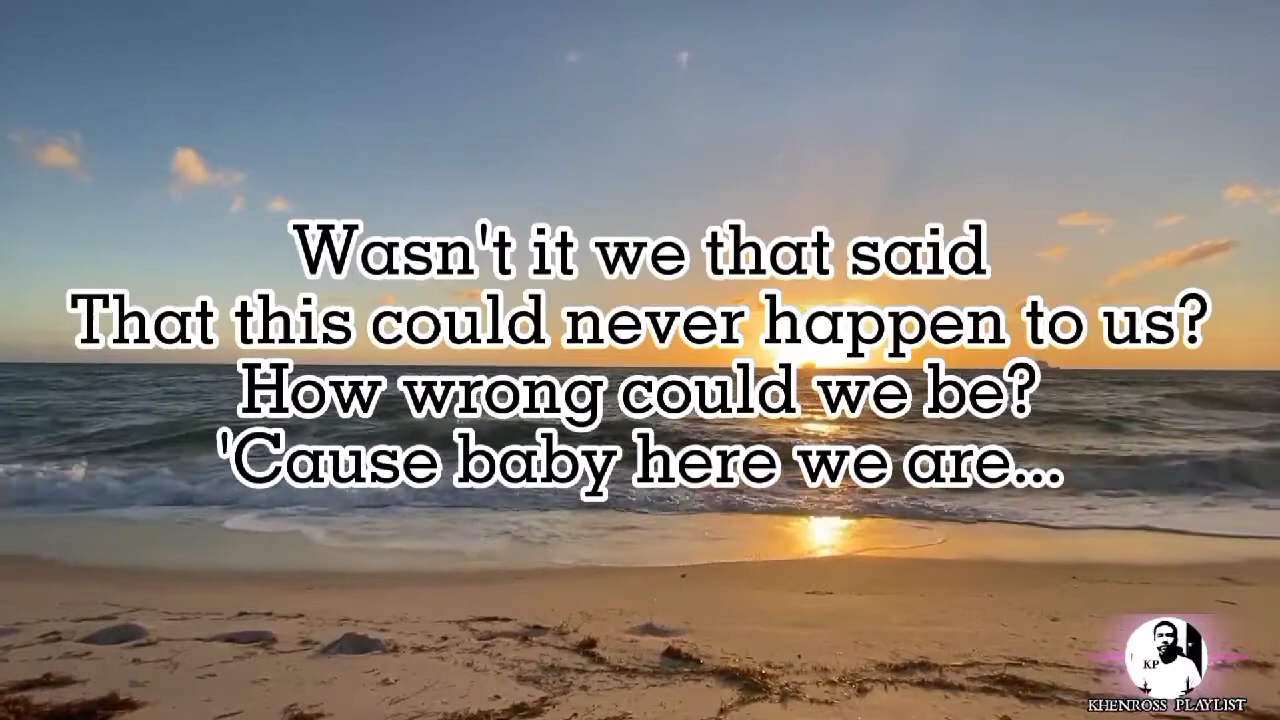 Wasn't it we that said
That this could never happen to us?
How wrong could we be?
'Cause baby here we are...
KP
KHENROSS PLAYLIST